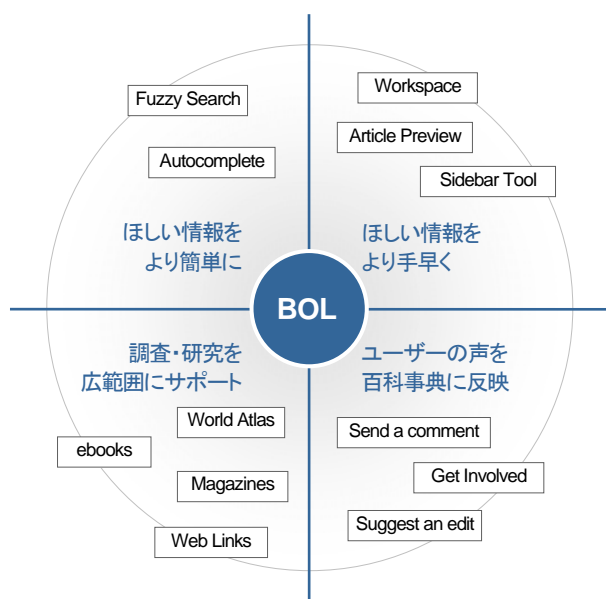 Fuzzy Search
Autocomplete
ほしい情報を
より簡単に
Workspace
Article Preview
Sidebar Tool
ほしい情報を
より手早く
BOL
調査・研究を
広範囲にサポート
World Atlas
ebooks
Magazines
Web Links
ユーザーの声を
百科事典に反映
Send a comment
Get Involved
Suggest an edit